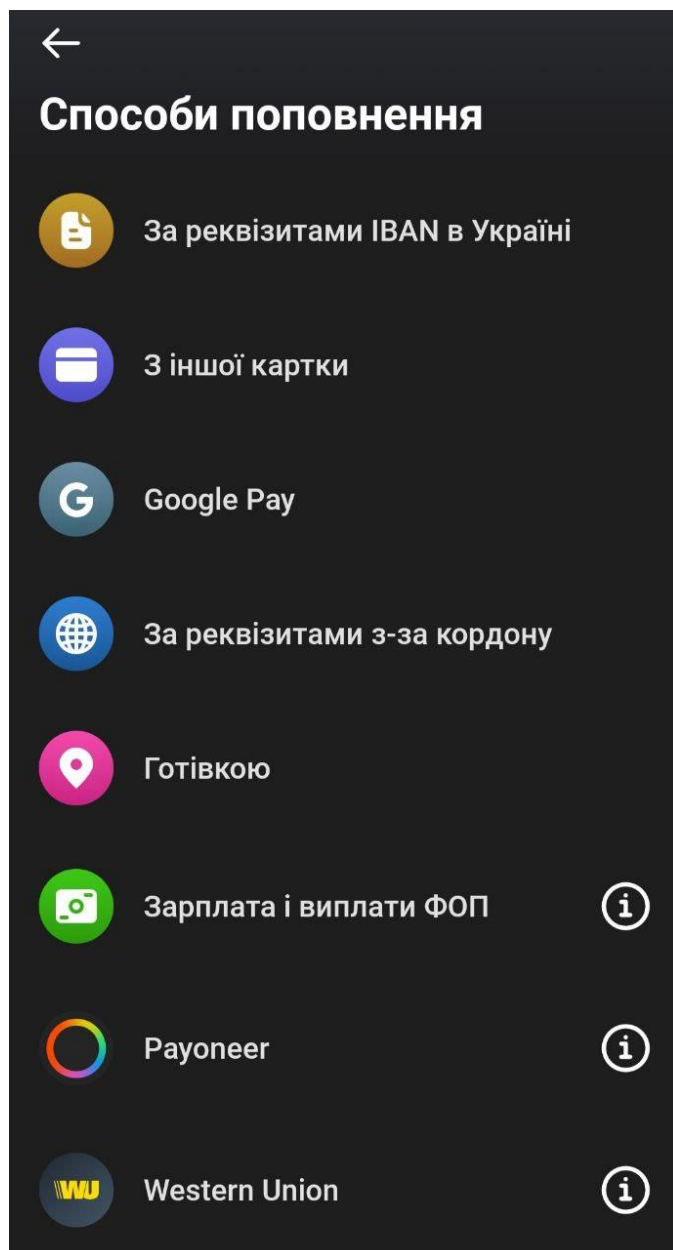 Способи поповнення
За реквізитами IBAN в Україні
З іншої картки
G
Google Pay
За реквізитами з-за кордону
Готівкою
Зарплата і виплати ФОП
Payoneer
WU
Western Union